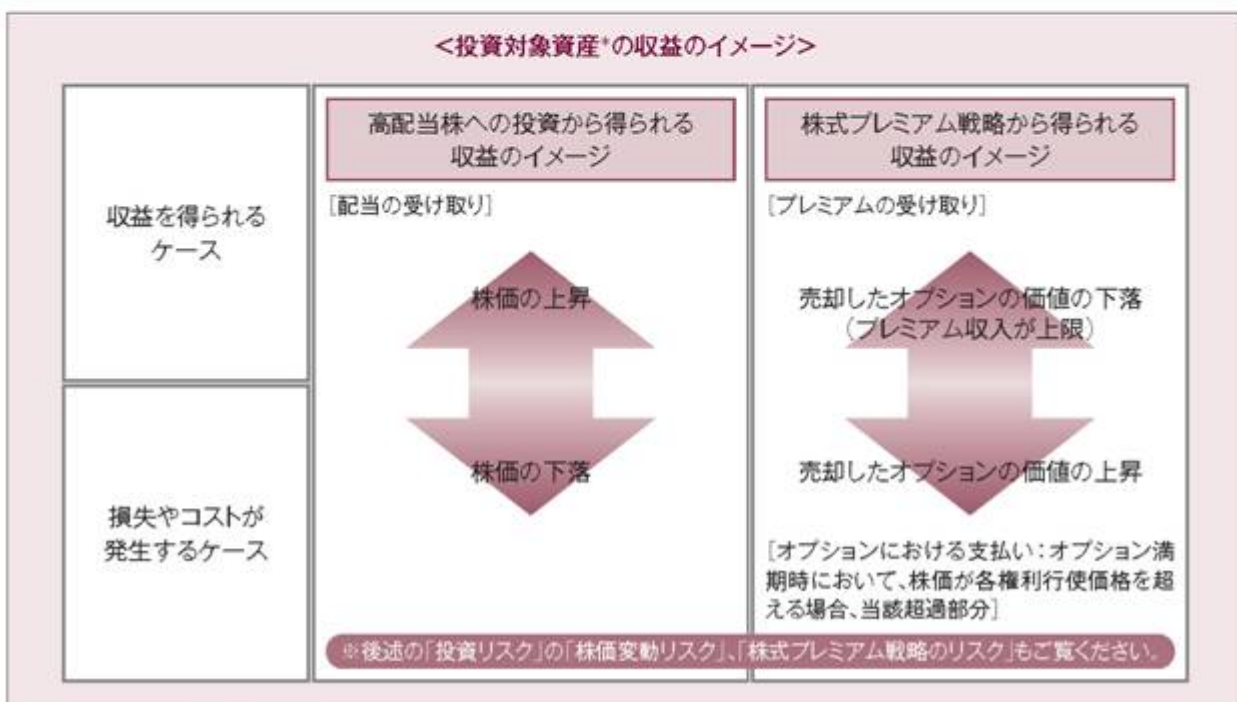 <投資対象資産*の収益のイメージ>
収益を得られる
ケース
高配当株への投資から得られる
収益のイメージ
[配当の受け取り]
株価の上昇
株式プレミアム戦略から得られる
収益のイメージ
[プレミアムの受け取り]
売却したオプションの価値の下落
(プレミアム収入が上限)
損失やコストが
発生するケース
株価の下落
売却したオプションの価値の上昇
[オプションにおける支払い:オプション満
期時において、株価が各権利行使価格を超
える場合、当該超過部分]
※後述の「投資リスク」の「株価変動リスク」、「株式プレミアム戦略のリスク」もご覧ください。